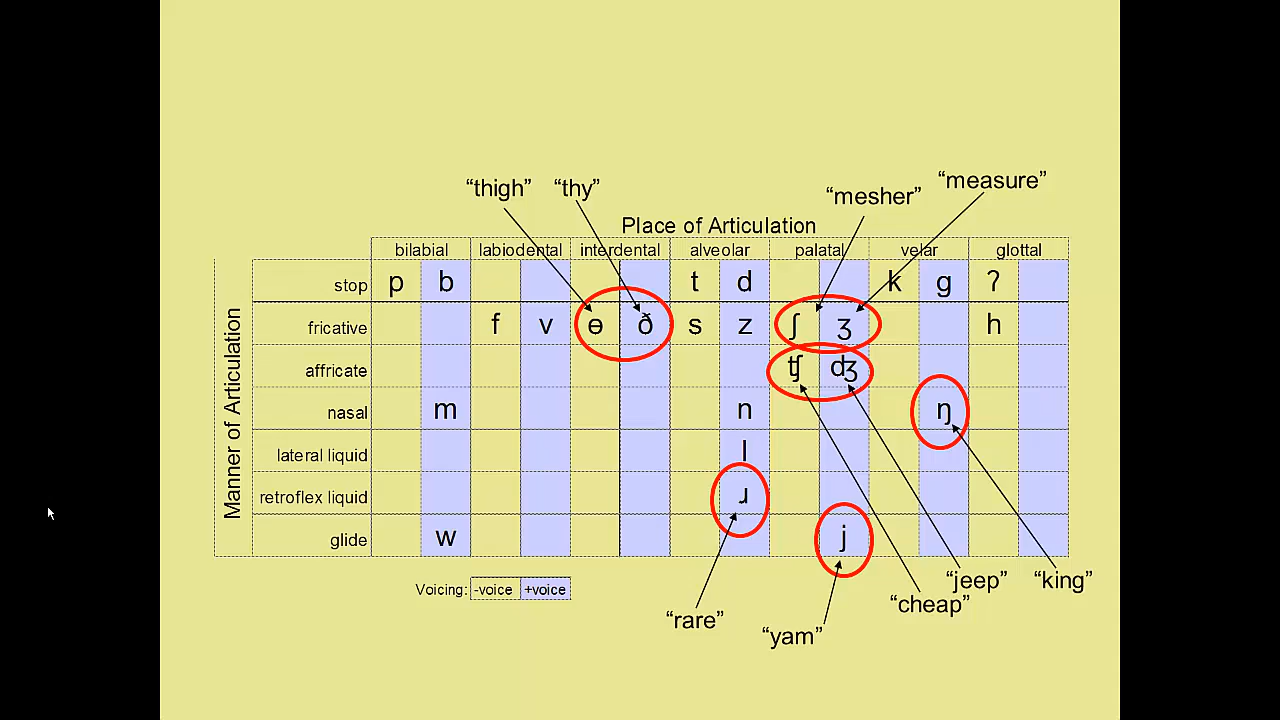 “thigh” “thy” “mesher” “measure”
Place of Articulation
bilabial labiodental interdental alveolar palatal velar glottal
Manner of Articulation
stop p b t d k g ʔ
fricative f v ɵ ð s z ʃ ʒ h
affricate ʧ ʤ
nasal m n ŋ
lateral liquid l
retroflex liquid ɹ
glide w j
Voicing: -voice +voice
“rare” “yam” “cheap” “jeep” “king”